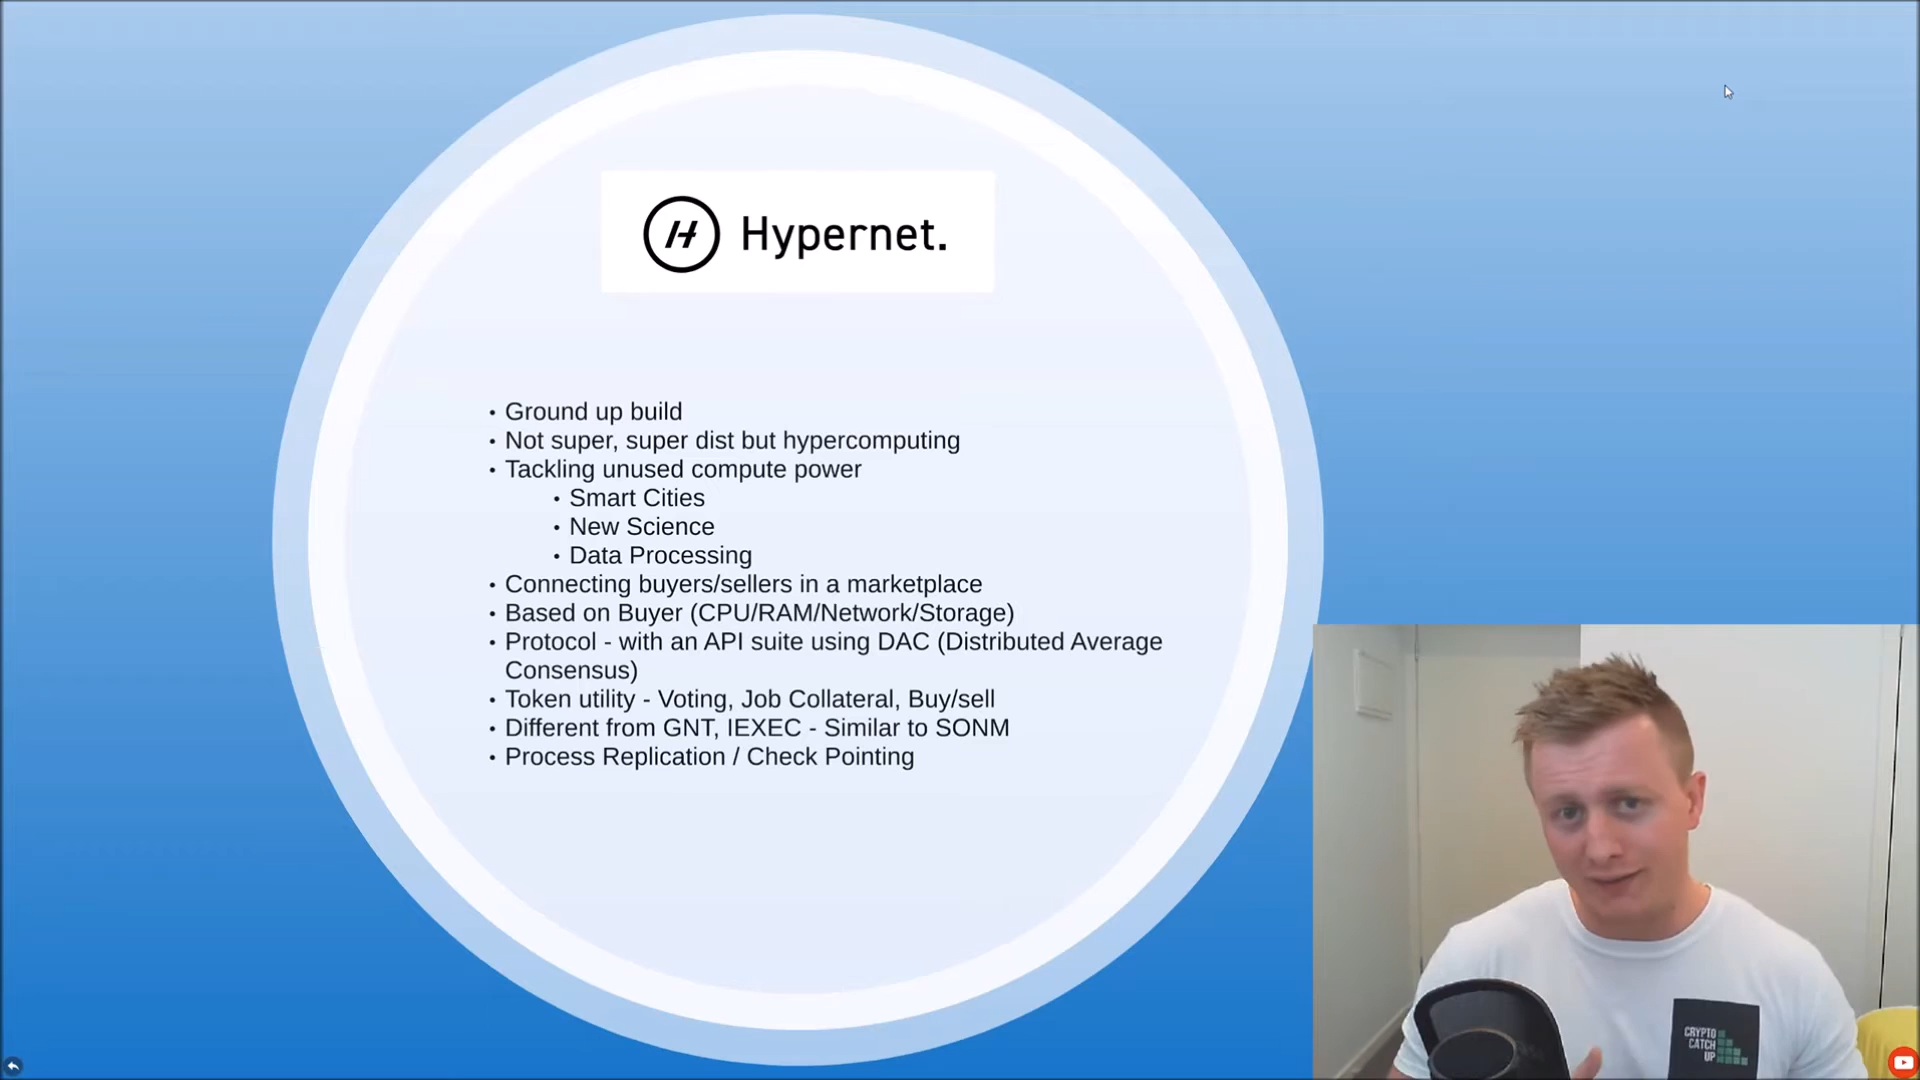 H Hypernet.
• Ground up build
• Not super, super dist but hypercomputing
• Tackling unused compute power
• Smart Cities
• New Science
• Data Processing
• Connecting buyers/sellers in a marketplace
• Based on Buyer (CPU/RAM/Network/Storage)
• Protocol - with an API suite using DAC (Distributed Average
Consensus)
• Token utility - Voting, Job Collateral, Buy/sell
• Different from GNT, IEXEC - Similar to SONM
• Process Replication / Check Pointing
CRYPTO
CATCH
UP